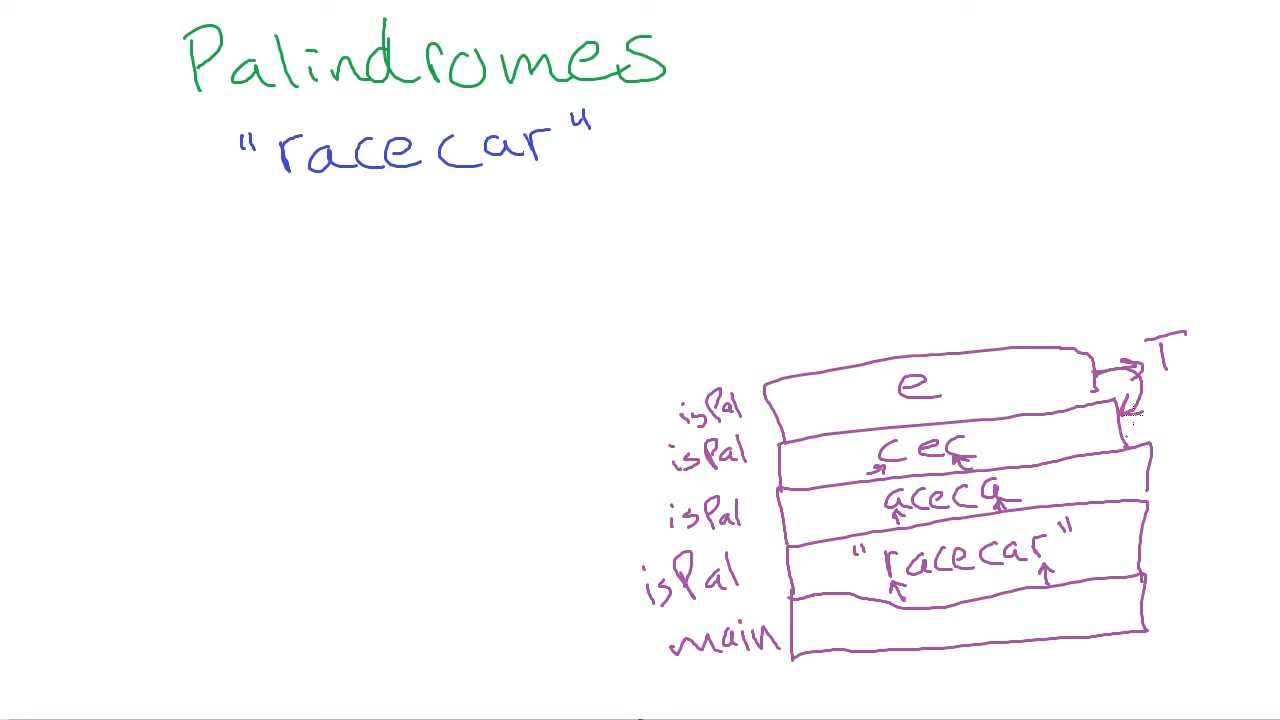 Palindromes
"racecar"
T
isPal e
isPal cec
isPal aceca
isPal "racecar"
main